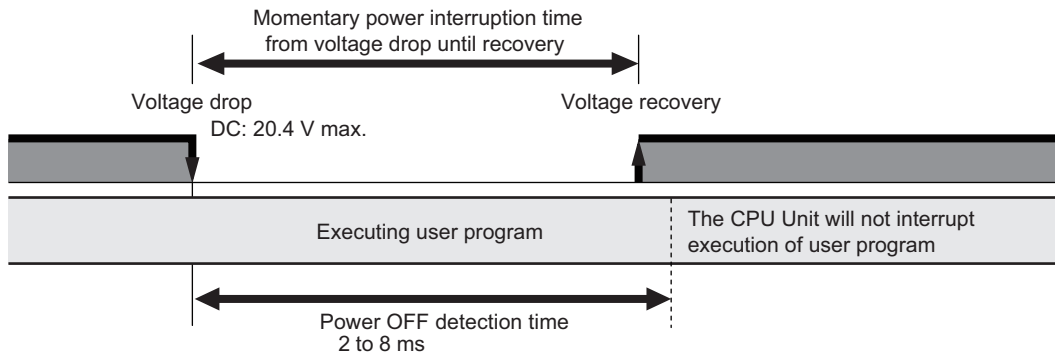 Momentary power interruption time
from voltage drop until recovery
Voltage drop
Voltage recovery
DC: 20.4 V max.
Executing user program
The CPU Unit will not interrupt
execution of user program
Power OFF detection time
2 to 8 ms